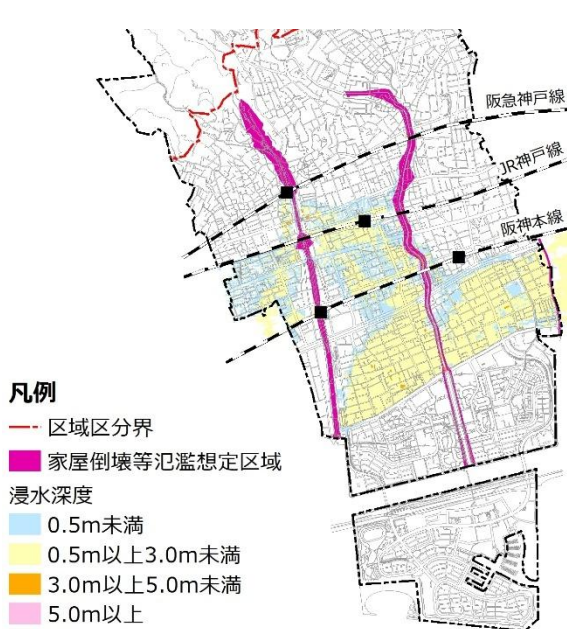 阪急神戸線
JR神戸線
阪神本線
凡例
区域区分界
家屋倒壊等氾濫想定区域
浸水深度
0.5m未満
0.5m以上3.0m未満
3.0m以上5.0m未満
5.0m以上